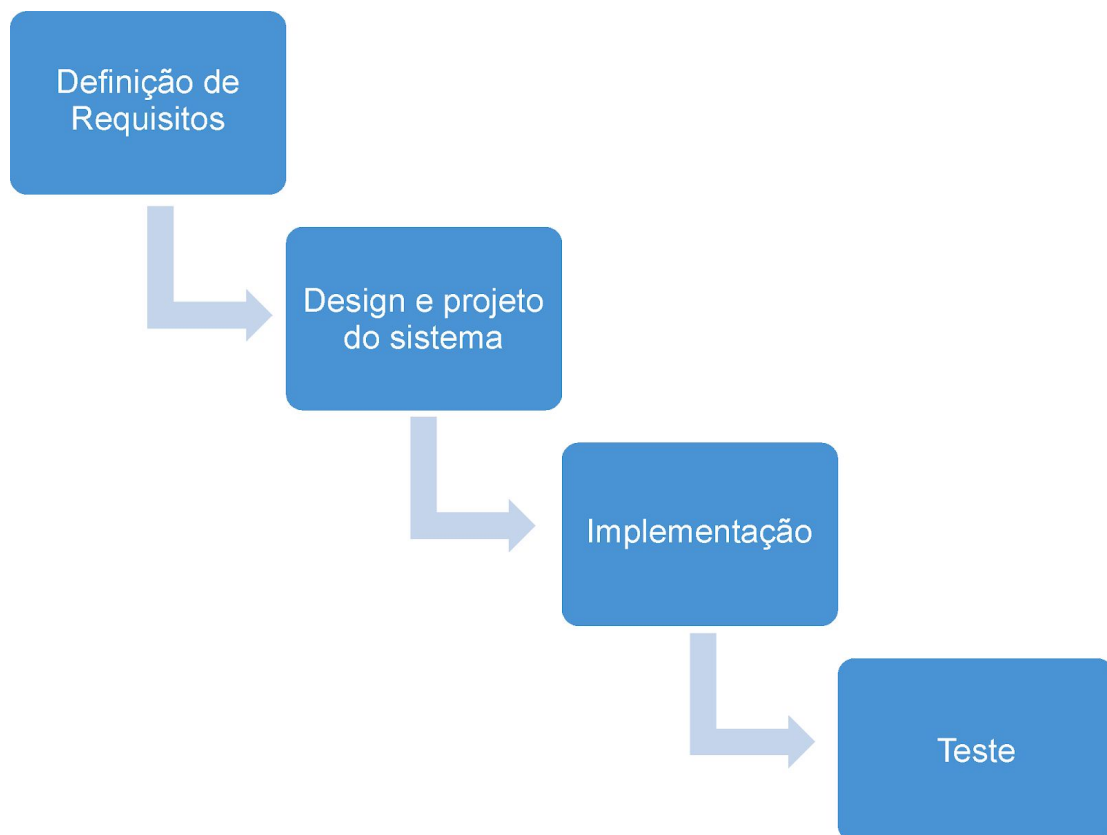 Definição de
Requisitos
Design e projeto
do sistema
Implementação
Teste